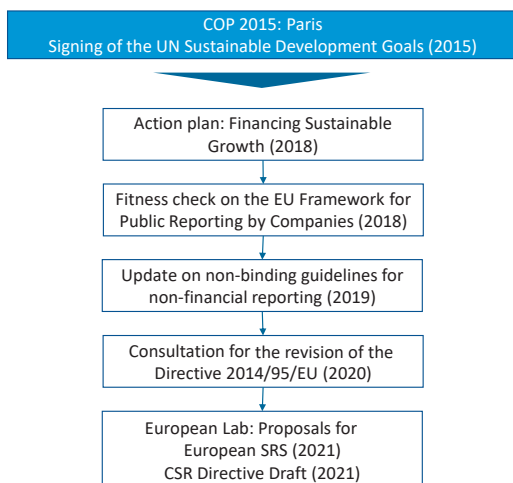 COP 2015: Paris
Signing of the UN Sustainable Development Goals (2015)
Action plan: Financing Sustainable
Growth (2018)
Fitness check on the EU Framework for
Public Reporting by Companies (2018)
Update on non-binding guidelines for
non-financial reporting (2019)
Consultation for the revision of the
Directive 2014/95/EU (2020)
European Lab: Proposals for
European SRS (2021)
CSR Directive Draft (2021)